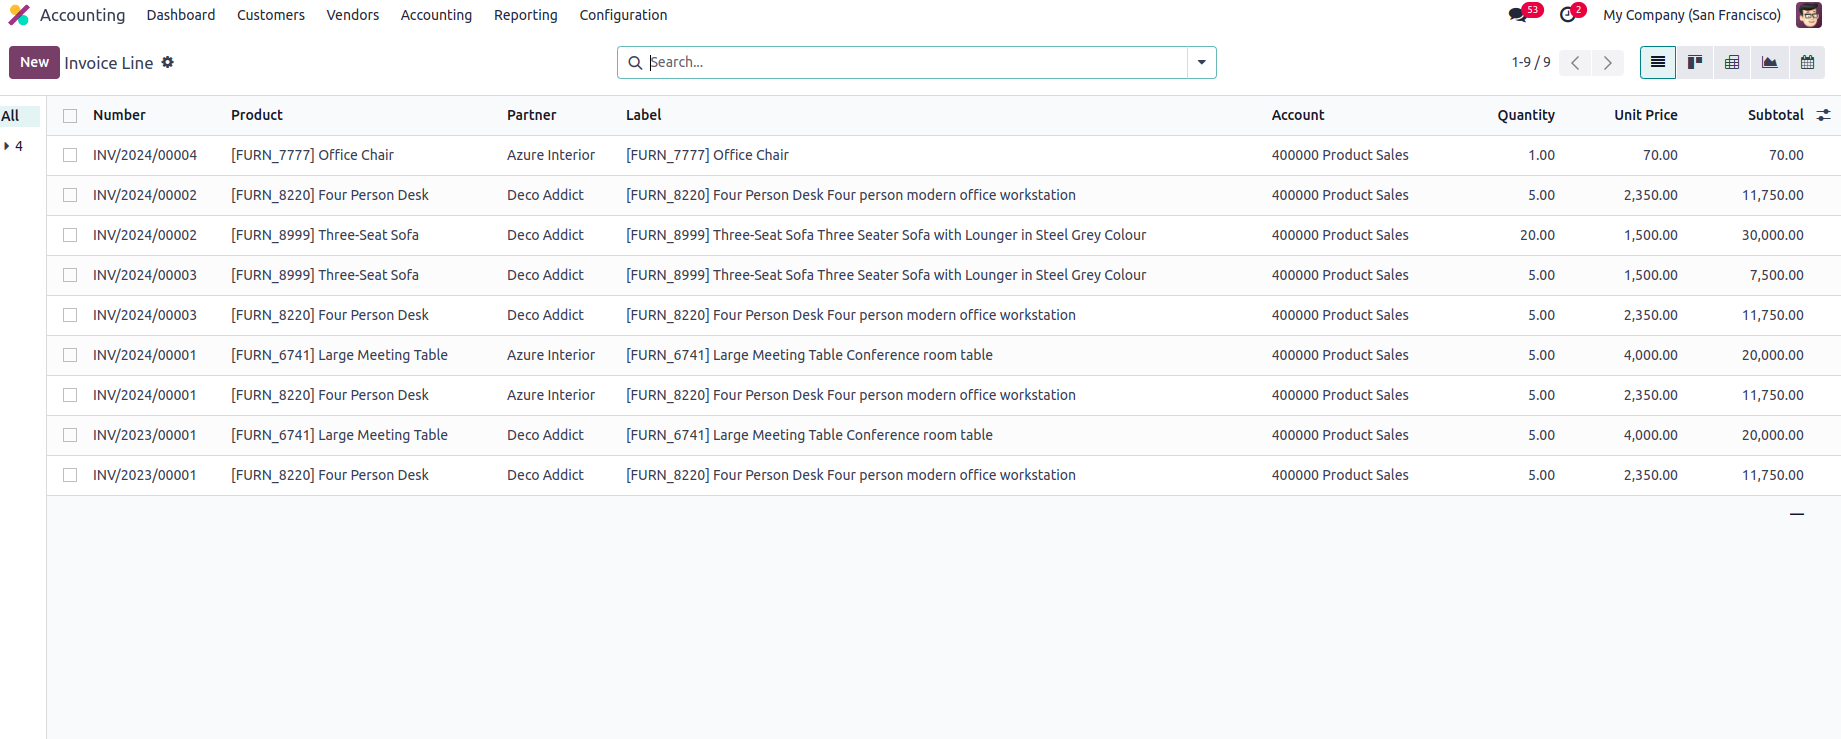 Accounting Dashboard Customers Vendors Accounting Reporting Configuration 53 2 My Company (San Francisco)
New Invoice Line Search... 1-9 / 9
All Number Product Partner Label Account Quantity Unit Price Subtotal
4
INV/2024/00004 [FURN_7777] Office Chair Azure Interior [FURN_7777] Office Chair 400000 Product Sales 1.00 70.00 70.00
INV/2024/00002 [FURN_8220] Four Person Desk Deco Addict [FURN_8220] Four Person Desk Four person modern office workstation 400000 Product Sales 5.00 2,350.00 11,750.00
INV/2024/00002 [FURN_8999] Three-Seat Sofa Deco Addict [FURN_8999] Three-Seat Sofa Three Seater Sofa with Lounger in Steel Grey Colour 400000 Product Sales 20.00 1,500.00 30,000.00
INV/2024/00003 [FURN_8999] Three-Seat Sofa Deco Addict [FURN_8999] Three-Seat Sofa Three Seater Sofa with Lounger in Steel Grey Colour 400000 Product Sales 5.00 1,500.00 7,500.00
INV/2024/00003 [FURN_8220] Four Person Desk Deco Addict [FURN_8220] Four Person Desk Four person modern office workstation 400000 Product Sales 5.00 2,350.00 11,750.00
INV/2024/00001 [FURN_6741] Large Meeting Table Azure Interior [FURN_6741] Large Meeting Table Conference room table 400000 Product Sales 5.00 4,000.00 20,000.00
INV/2024/00001 [FURN_8220] Four Person Desk Azure Interior [FURN_8220] Four Person Desk Four person modern office workstation 400000 Product Sales 5.00 2,350.00 11,750.00
INV/2023/00001 [FURN_6741] Large Meeting Table Deco Addict [FURN_6741] Large Meeting Table Conference room table 400000 Product Sales 5.00 4,000.00 20,000.00
INV/2023/00001 [FURN_8220] Four Person Desk Deco Addict [FURN_8220] Four Person Desk Four person modern office workstation 400000 Product Sales 5.00 2,350.00 11,750.00
—